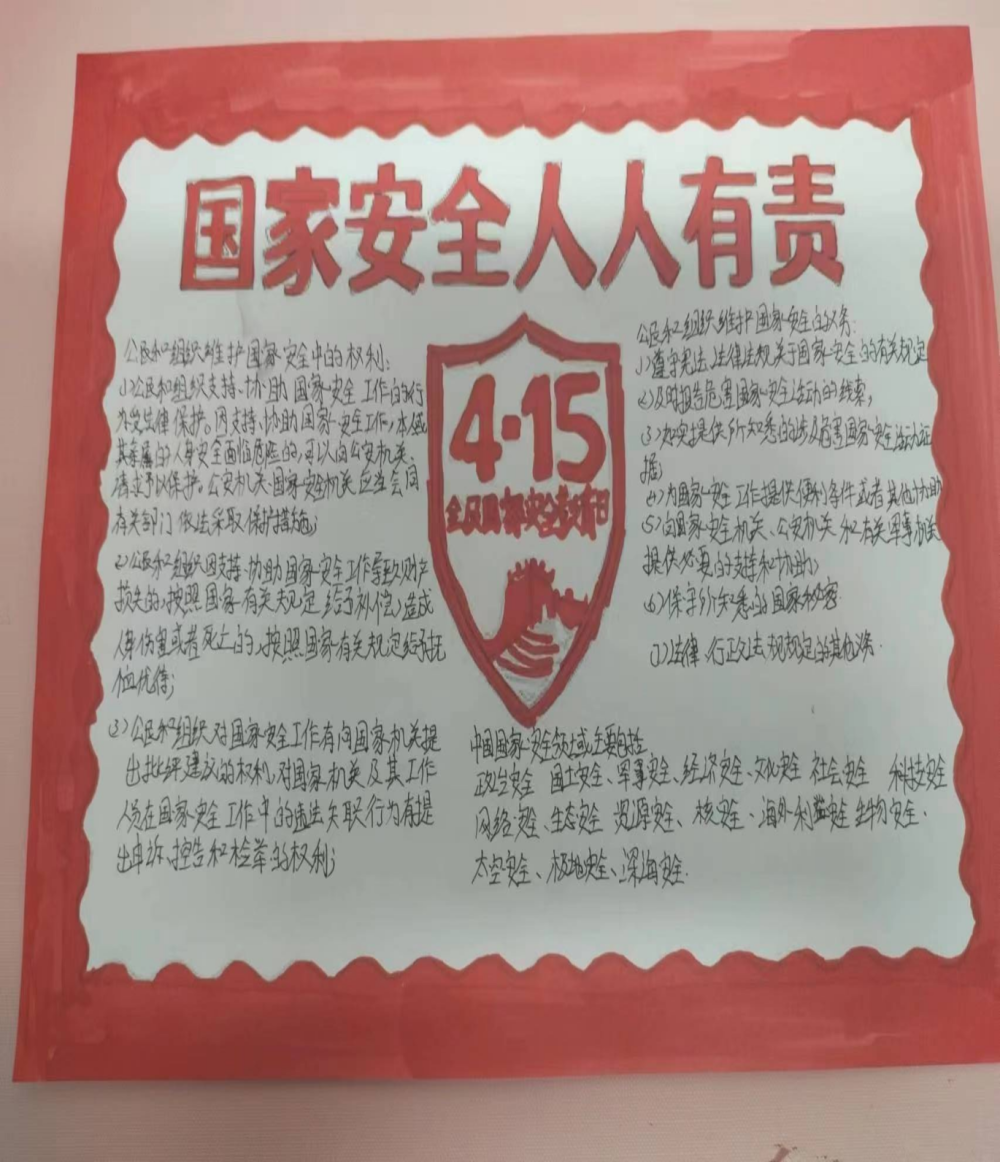 国家安全人人有责
公民和组织维护国家安全中的权利:
(1)公民和组织支持、协助国家安全工作的行
为受法律保护。因支持、协助国家安全工作,本人或
其亲属的人身安全面临危险的,可以向公安机关、
请求予以保护。公安机关、国家安全机关应当会同
有关部门依法采取保护措施;
(2)公民和组织因支持、协助国家安全工作导致财产
损失的,按照国家有关规定给予补偿;造成
人身伤害或者死亡的,按照国家有关规定给予抚
恤优待;
(3)公民和组织对国家安全工作有向国家机关提
出批评建议的权利,对国家机关及其工作
人员在国家安全工作中的违法失职行为有提
出申诉、控告和检举的权利;
4·15
全民国家安全教育日
公民和组织维护国家安全的义务:
(1)遵守宪法、法律法规关于国家安全的有关规定
(2)及时报告危害国家安全活动的线索;
(3)如实提供所知悉的涉及危害国家安全活动证
据;
(4)为国家安全工作提供便利条件或者其他协助
(5)向国家安全机关、公安机关和有关军事机关
提供必要的支持和协助;
(6)保守所知悉的国家秘密
(7)法律、行政法规规定的其他义务.
中国国家安全领域主要包括
政治安全 国土安全、军事安全、经济安全、文化安全 社会安全 科技安全
网络安全、生态安全 资源安全、核安全、海外利益安全 生物安全、
太空安全、极地安全、深海安全.